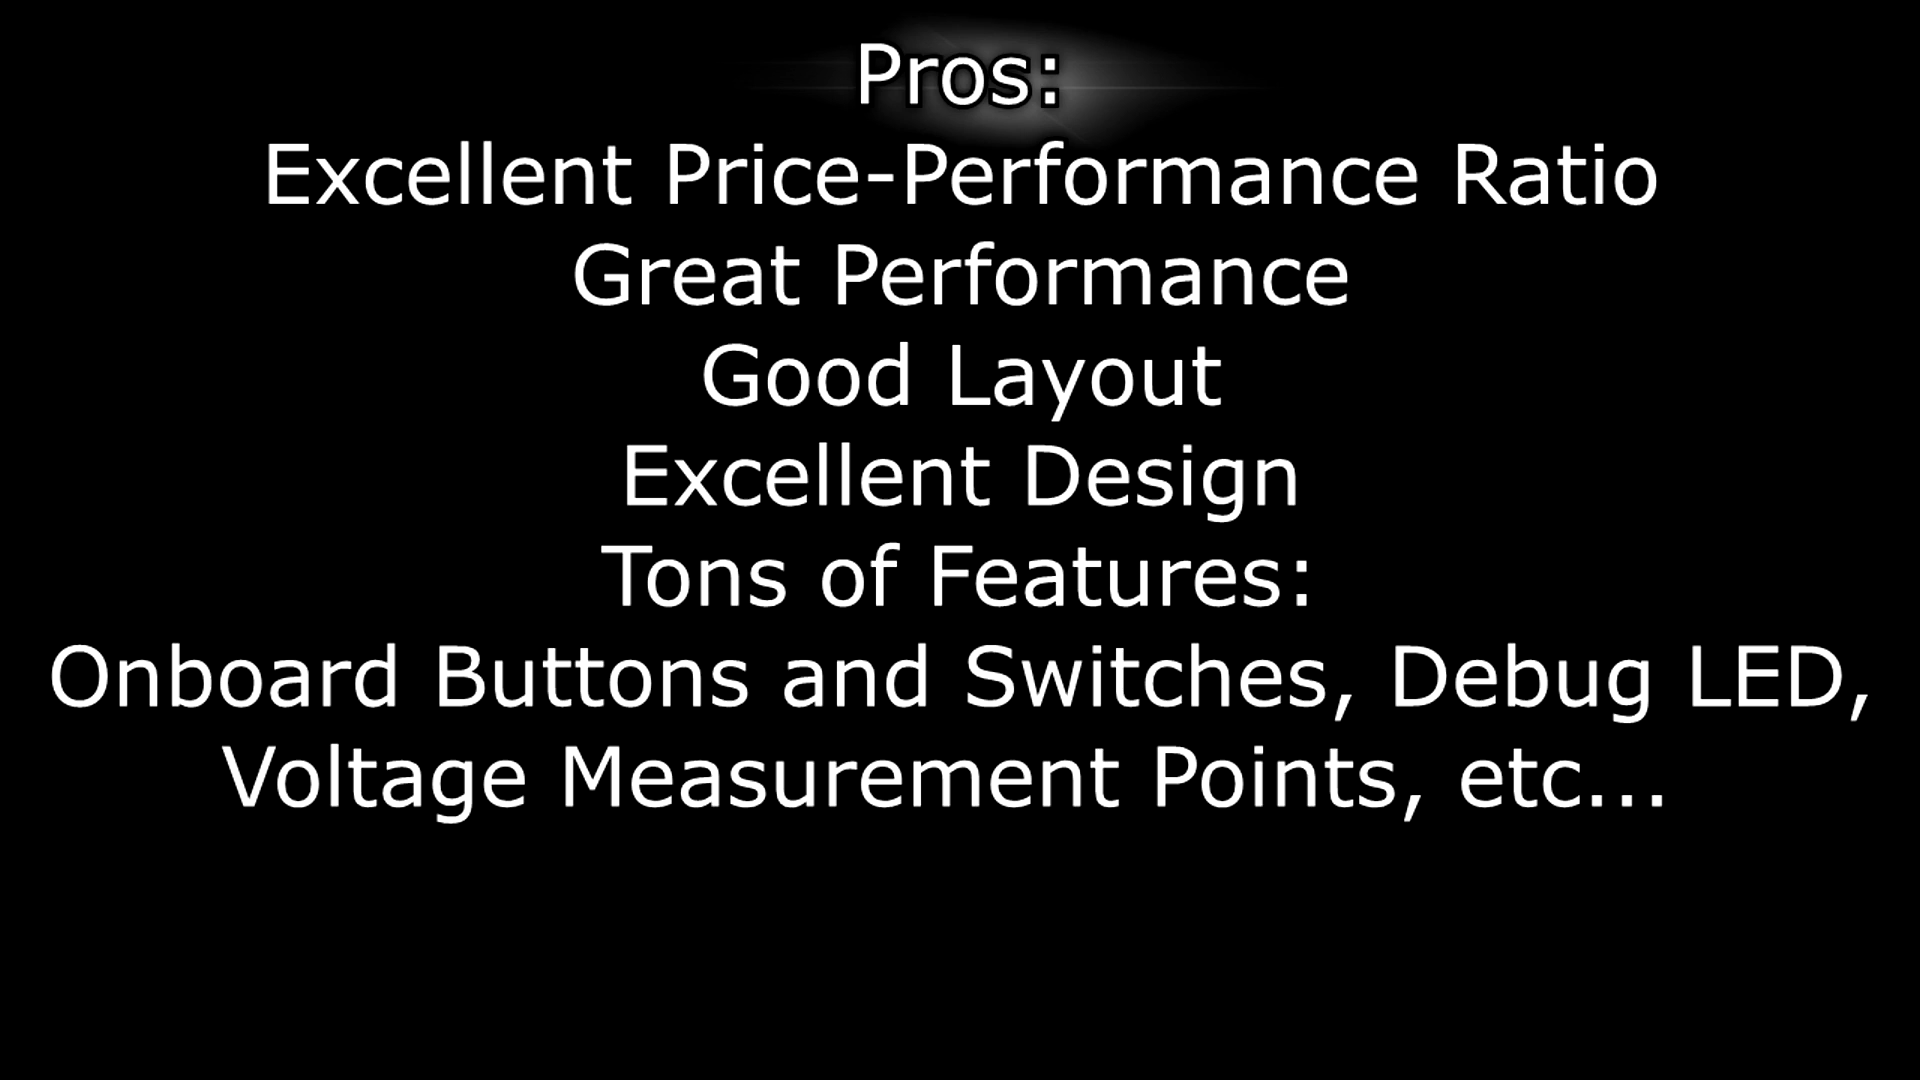 Pros:
Excellent Price-Performance Ratio
Great Performance
Good Layout
Excellent Design
Tons of Features:
Onboard Buttons and Switches, Debug LED,
Voltage Measurement Points, etc...